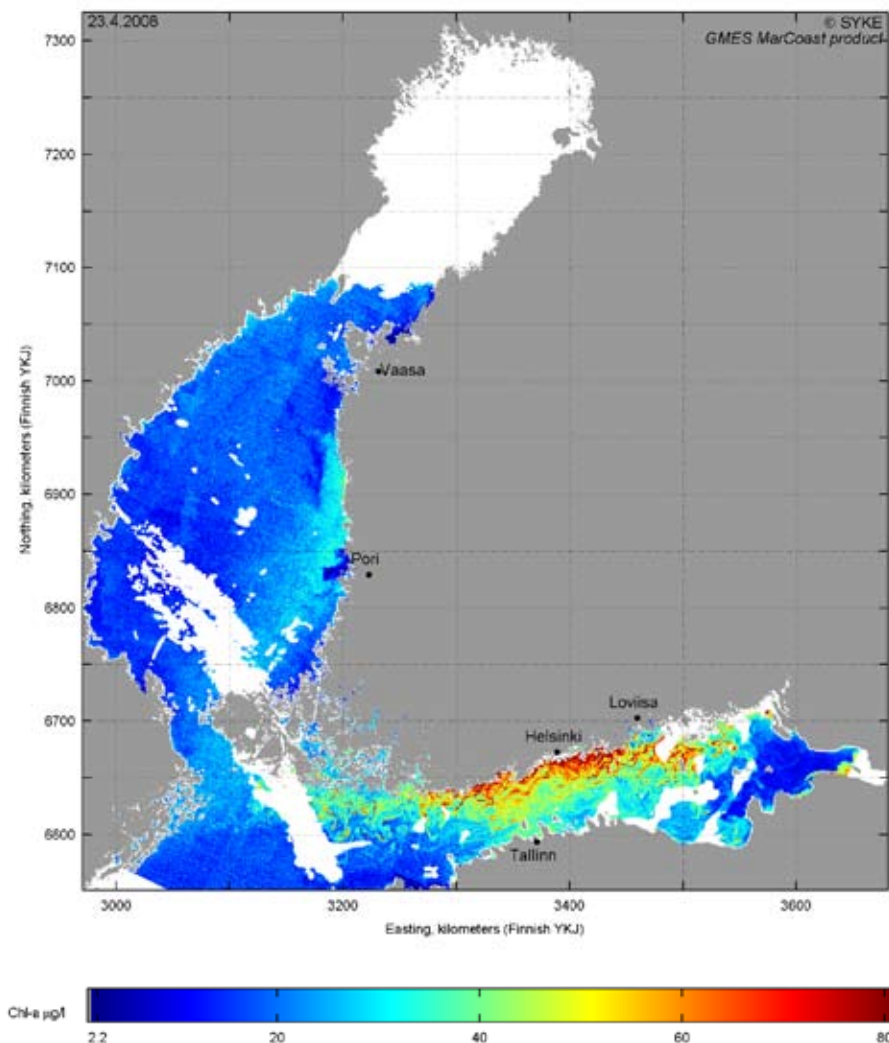 23.4.2008
© SYKE
GMES MarCoast product
7300
7200
7100
7000
6900
6800
6700
6600
Northing, kilometers (Finnish YKJ)
Vaasa
Pori
Loviisa
Helsinki
Tallinn
3000
3200
3400
3600
Easting, kilometers (Finnish YKJ)
Chl-a µg/l
2.2
20
40
60
80